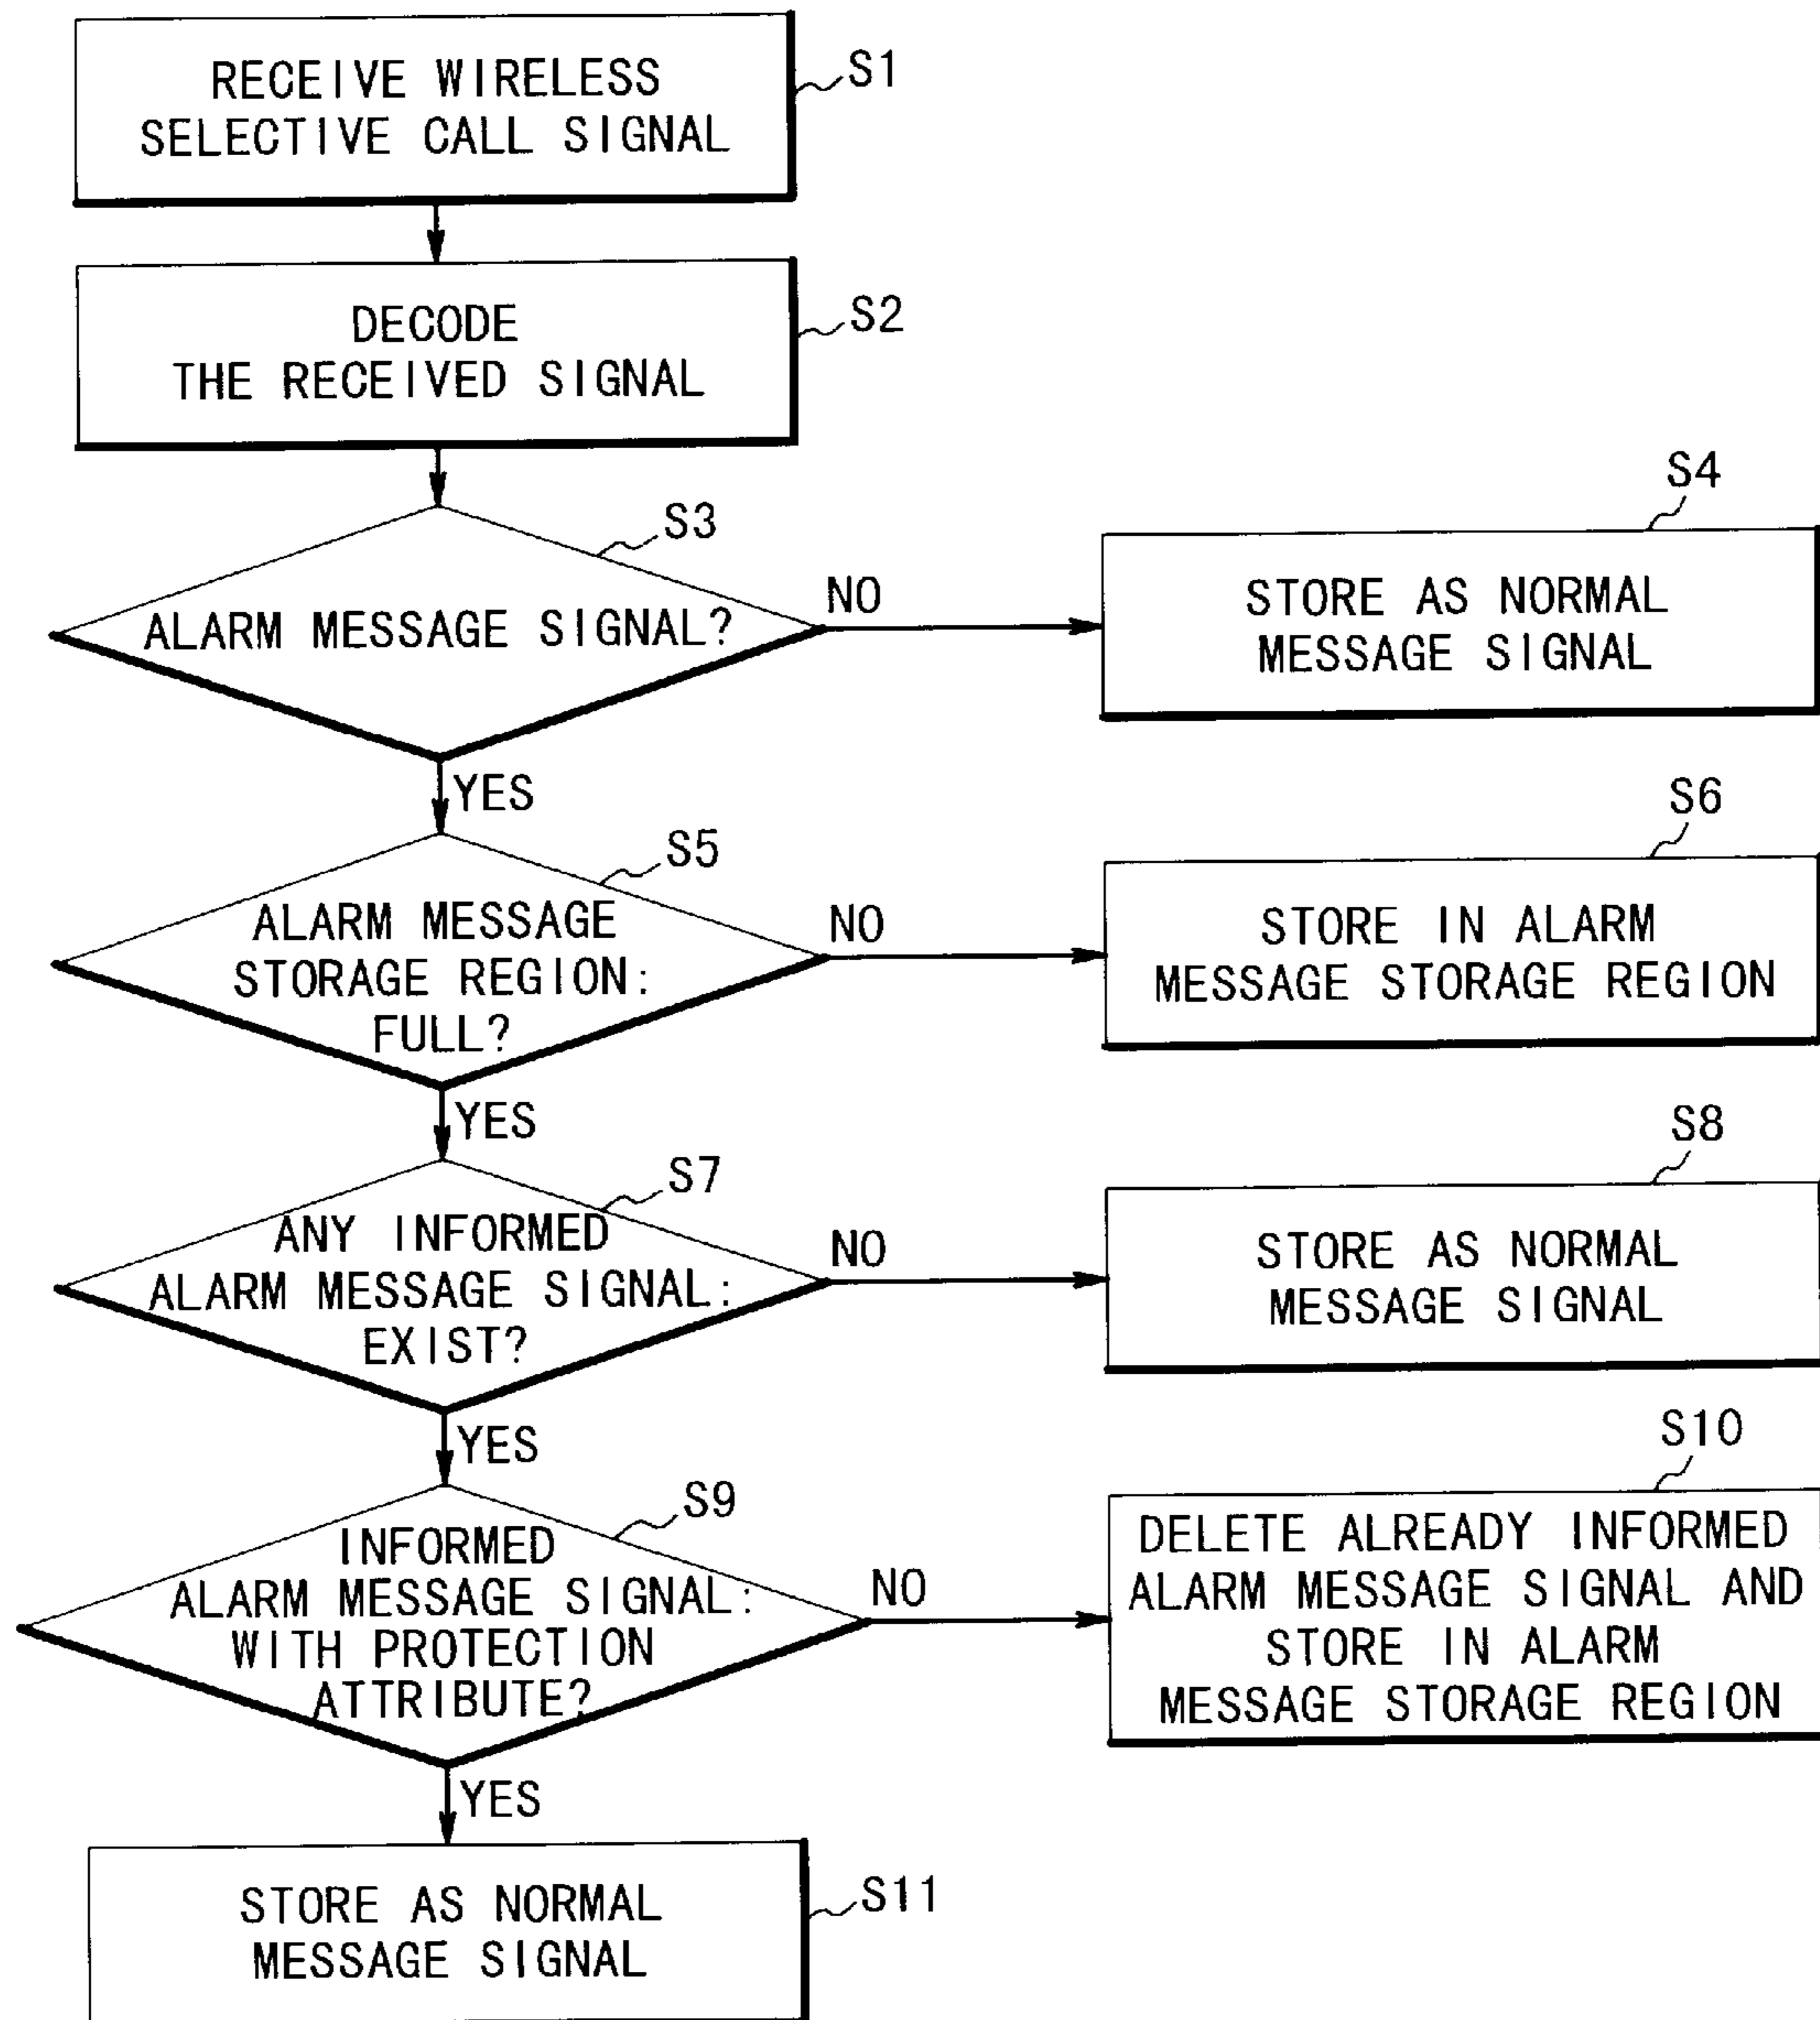 RECEIVE WIRELESS
SELECTIVE CALL SIGNAL
S1
DECODE
THE RECEIVED SIGNAL
S2
S3
ALARM MESSAGE SIGNAL?
NO
S4
STORE AS NORMAL
MESSAGE SIGNAL
YES
S5
ALARM MESSAGE
STORAGE REGION:
FULL?
NO
S6
STORE IN ALARM
MESSAGE STORAGE REGION
YES
S7
ANY INFORMED
ALARM MESSAGE SIGNAL:
EXIST?
NO
S8
STORE AS NORMAL
MESSAGE SIGNAL
YES
S9
INFORMED
ALARM MESSAGE SIGNAL:
WITH PROTECTION
ATTRIBUTE?
NO
S10
DELETE ALREADY INFORMED
ALARM MESSAGE SIGNAL AND
STORE IN ALARM
MESSAGE STORAGE REGION
YES
STORE AS NORMAL
MESSAGE SIGNAL
S11